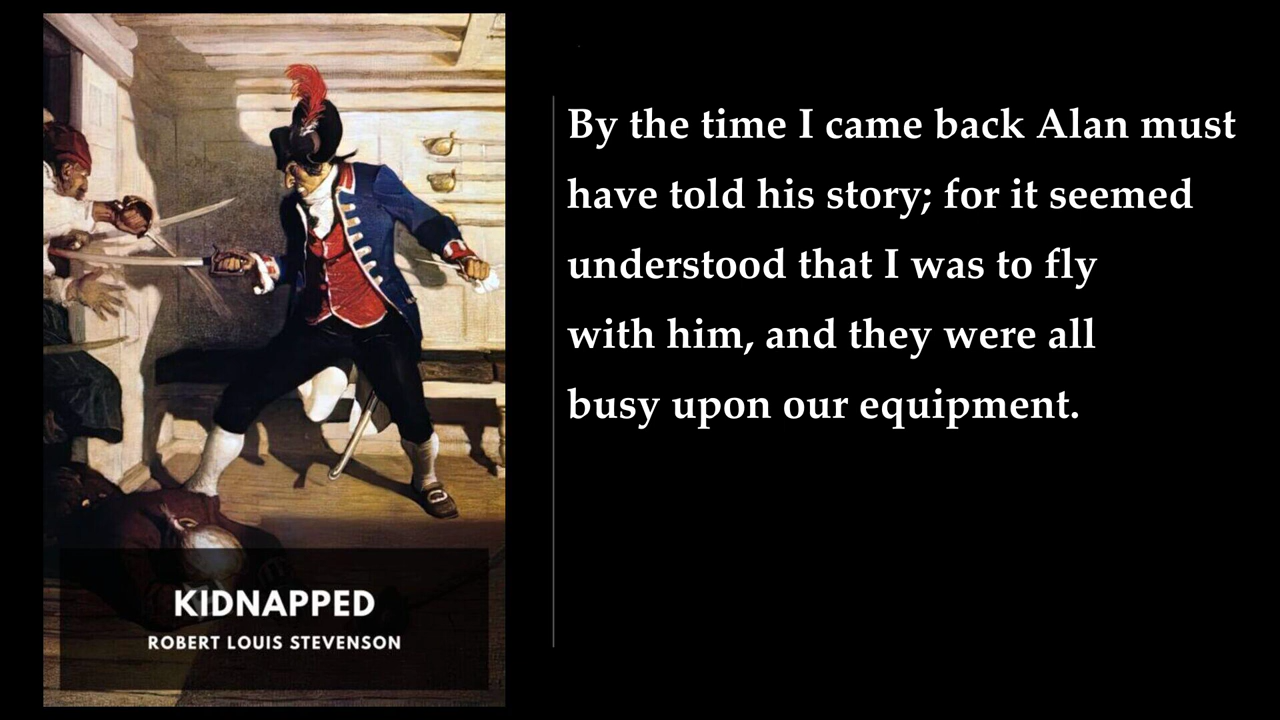 KIDNAPPED
ROBERT LOUIS STEVENSON
By the time I came back Alan must
have told his story; for it seemed
understood that I was to fly
with him, and they were all
busy upon our equipment.